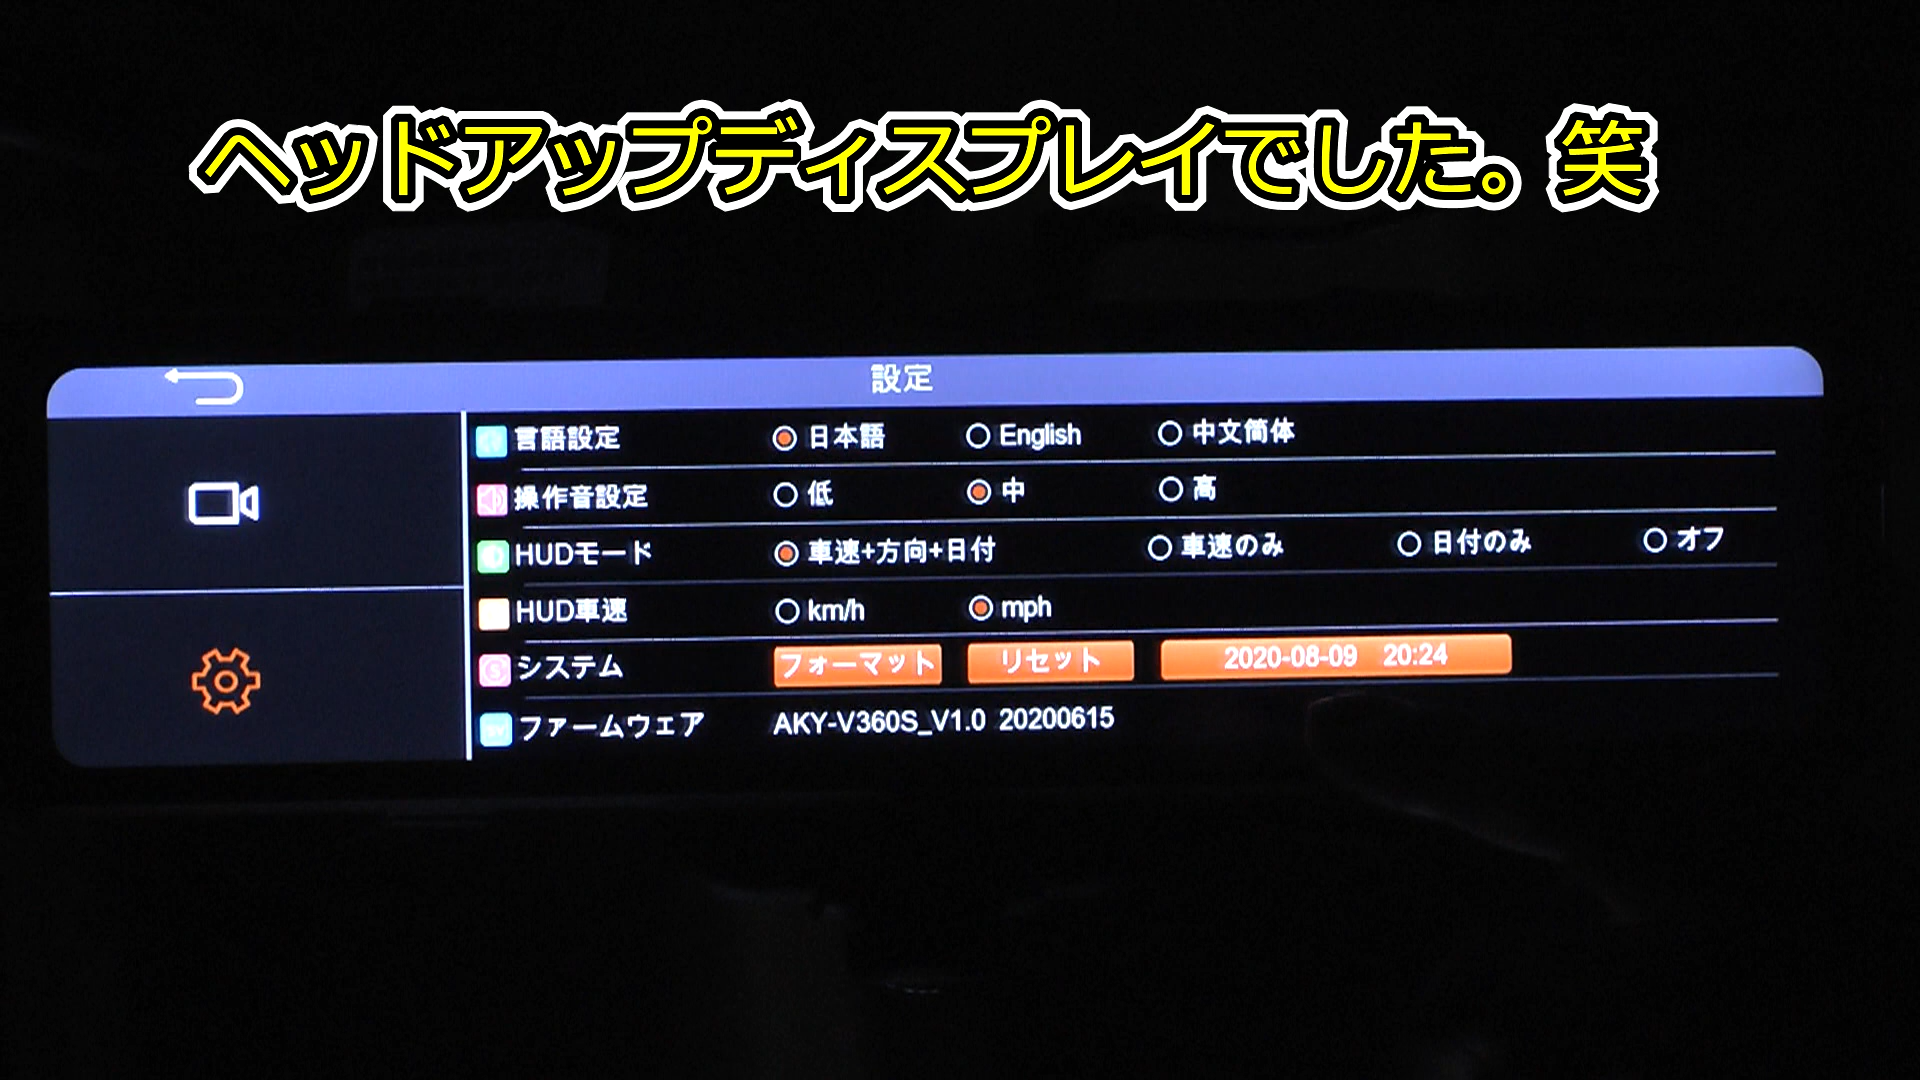 ヘッドアップディスプレイでした。笑
設定
言語設定 日本語 English 中文简体
操作音設定 低 中 高
HUDモード 車速+方向+日付 車速のみ 日付のみ オフ
HUD車速 km/h mph
システム フォーマット リセット 2020-08-09 20:24
ファームウェア AKY-V360S_V1.0 20200615